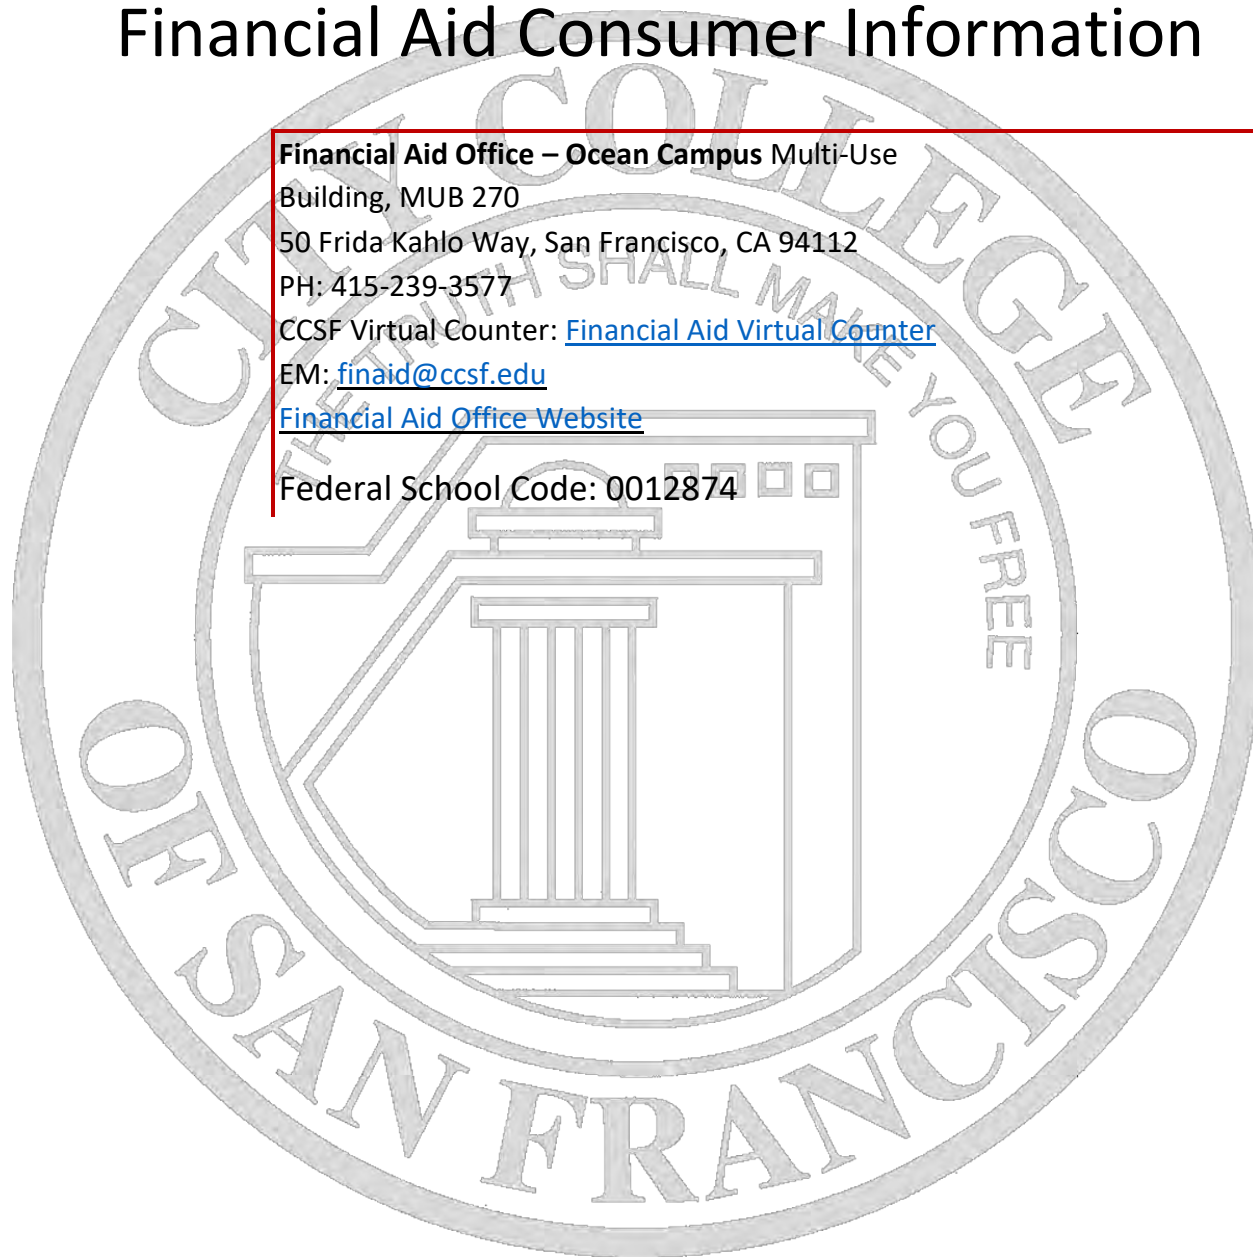 Financial Aid Consumer Information
Financial Aid Office – Ocean Campus Multi-Use
Building, MUB 270
50 Frida Kahlo Way, San Francisco, CA 94112
PH: 415-239-3577
CCSF Virtual Counter: Financial Aid Virtual Counter
EM: finaid@ccsf.edu
Financial Aid Office Website
Federal School Code: 0012874
CITY COLLEGE
OF SAN FRANCISCO
THE TRUTH SHALL MAKE YOU FREE